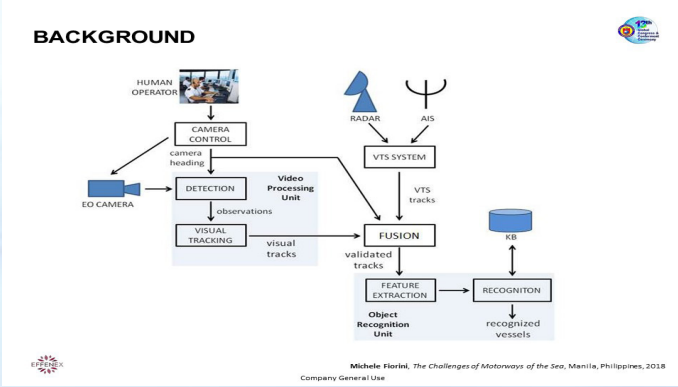 BACKGROUND
HUMAN
OPERATOR
RADAR
AIS
CAMERA
CONTROL
camera
heading
VTS SYSTEM
EO CAMERA
DETECTION
Video
Processing
Unit
VTS
tracks
observations
VISUAL
TRACKING
visual
tracks
FUSION
KB
validated
tracks
FEATURE
EXTRACTION
RECOGNITON
Object
Recognition
Unit
recognized
vessels
EFFENEX
Michele Fiorini, The Challenges of Motorways of the Sea, Manila, Philippines, 2018
Company General Use